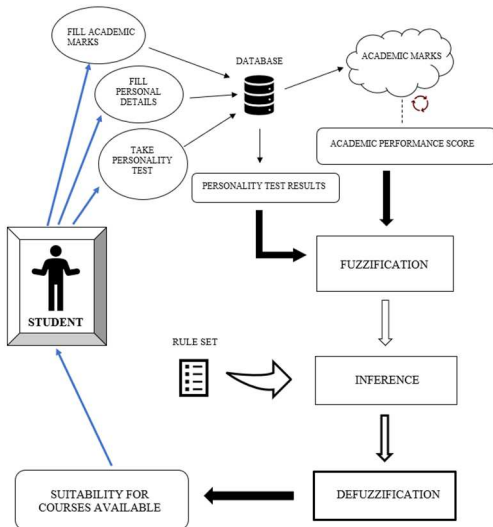 FILL ACADEMIC
MARKS
FILL
PERSONAL
DETAILS
TAKE
PERSONALITY
TEST
DATABASE
ACADEMIC MARKS
ACADEMIC PERFORMANCE SCORE
PERSONALITY TEST RESULTS
FUZZIFICATION
STUDENT
RULE SET
INFERENCE
DEFUZZIFICATION
SUITABILITY FOR
COURSES AVAILABLE